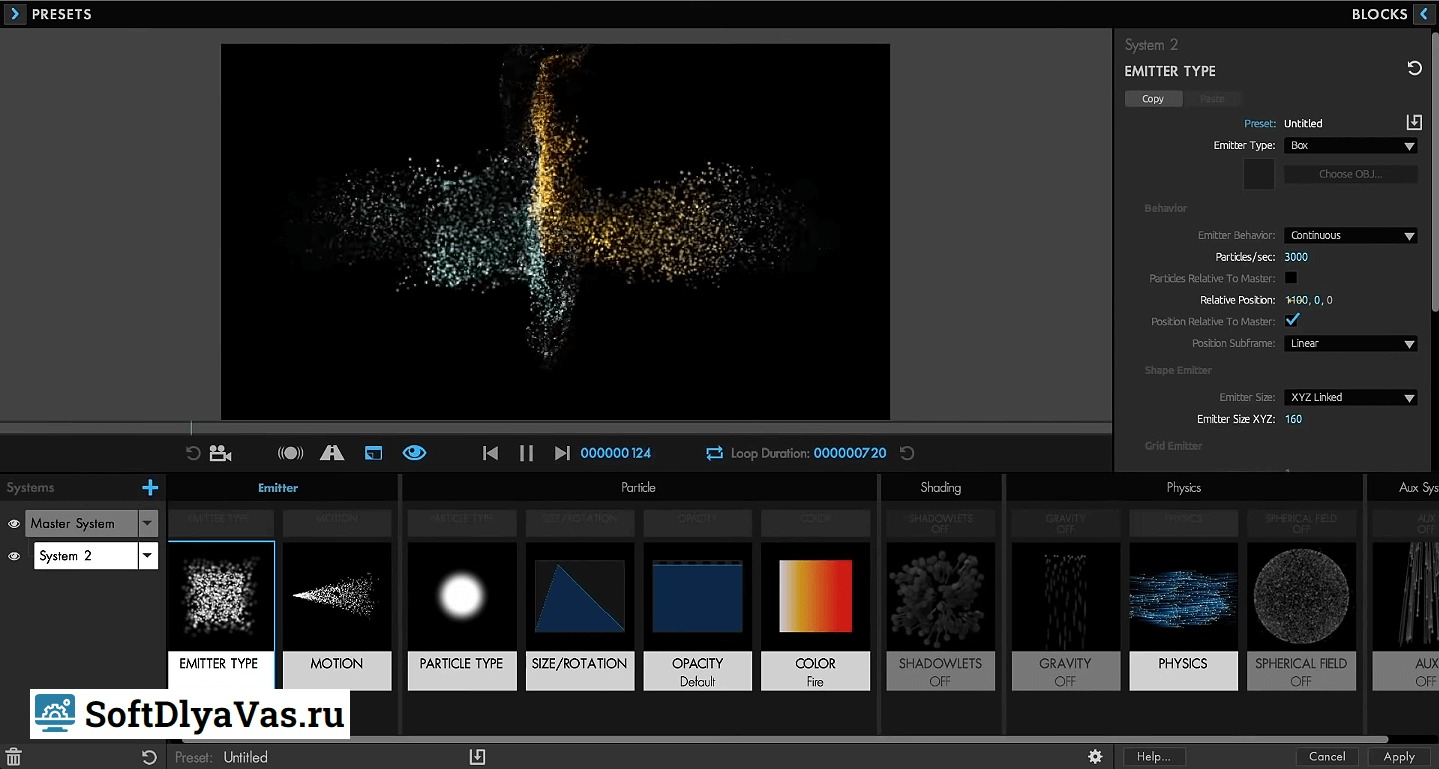 PRESETS
BLOCKS
System 2
EMITTER TYPE
Copy
Paste
Preset: Untitled
Emitter Type: Box
Choose OBJ...
Behavior
Emitter Behavior: Continuous
Particles/sec: 3000
Particles Relative To Master:
Relative Position: 1100, 0, 0
Position Relative To Master:
Position Subframe: Linear
Shape Emitter
Emitter Size: XYZ Linked
Emitter Size XYZ: 160
Grid Emitter
000000124
Loop Duration: 000000720
Systems
Emitter
Particle
Shading
Physics
Aux Sys
Master System
System 2
EMITTER TYPE
MOTION
PARTICLE TYPE
SIZE/ROTATION
OPACITY
COLOR
SHADOWLETS
OFF
GRAVITY
OFF
PHYSICS
SPHERICAL FIELD
OFF
AUX
OFF
EMITTER TYPE
MOTION
PARTICLE TYPE
SIZE/ROTATION
OPACITY
Default
COLOR
Fire
SHADOWLETS
OFF
GRAVITY
OFF
PHYSICS
SPHERICAL FIELD
OFF
AUX
OFF
SoftDlyaVas.ru
Preset: Untitled
Help...
Cancel
Apply